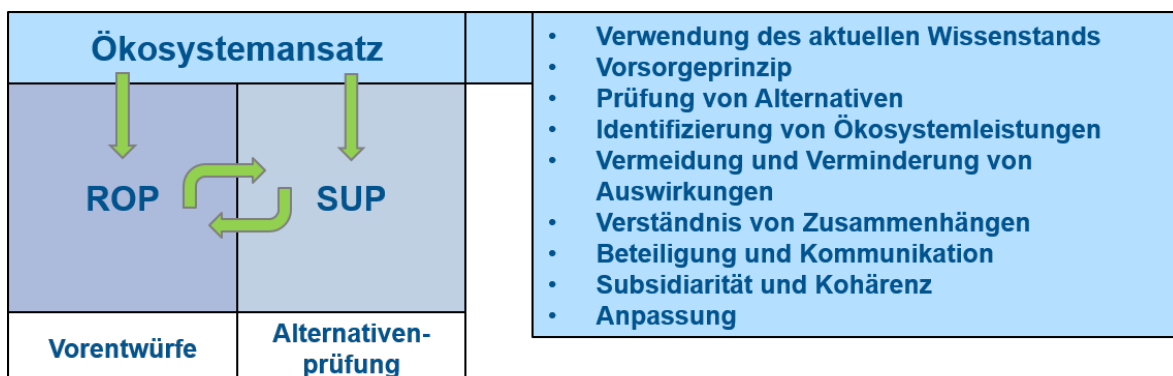 Ökosystemansatz
ROP
SUP
Vorentwürfe
Alternativen-
prüfung
• Verwendung des aktuellen Wissenstands
• Vorsorgeprinzip
• Prüfung von Alternativen
• Identifizierung von Ökosystemleistungen
• Vermeidung und Verminderung von
Auswirkungen
• Verständnis von Zusammenhängen
• Beteiligung und Kommunikation
• Subsidiarität und Kohärenz
• Anpassung